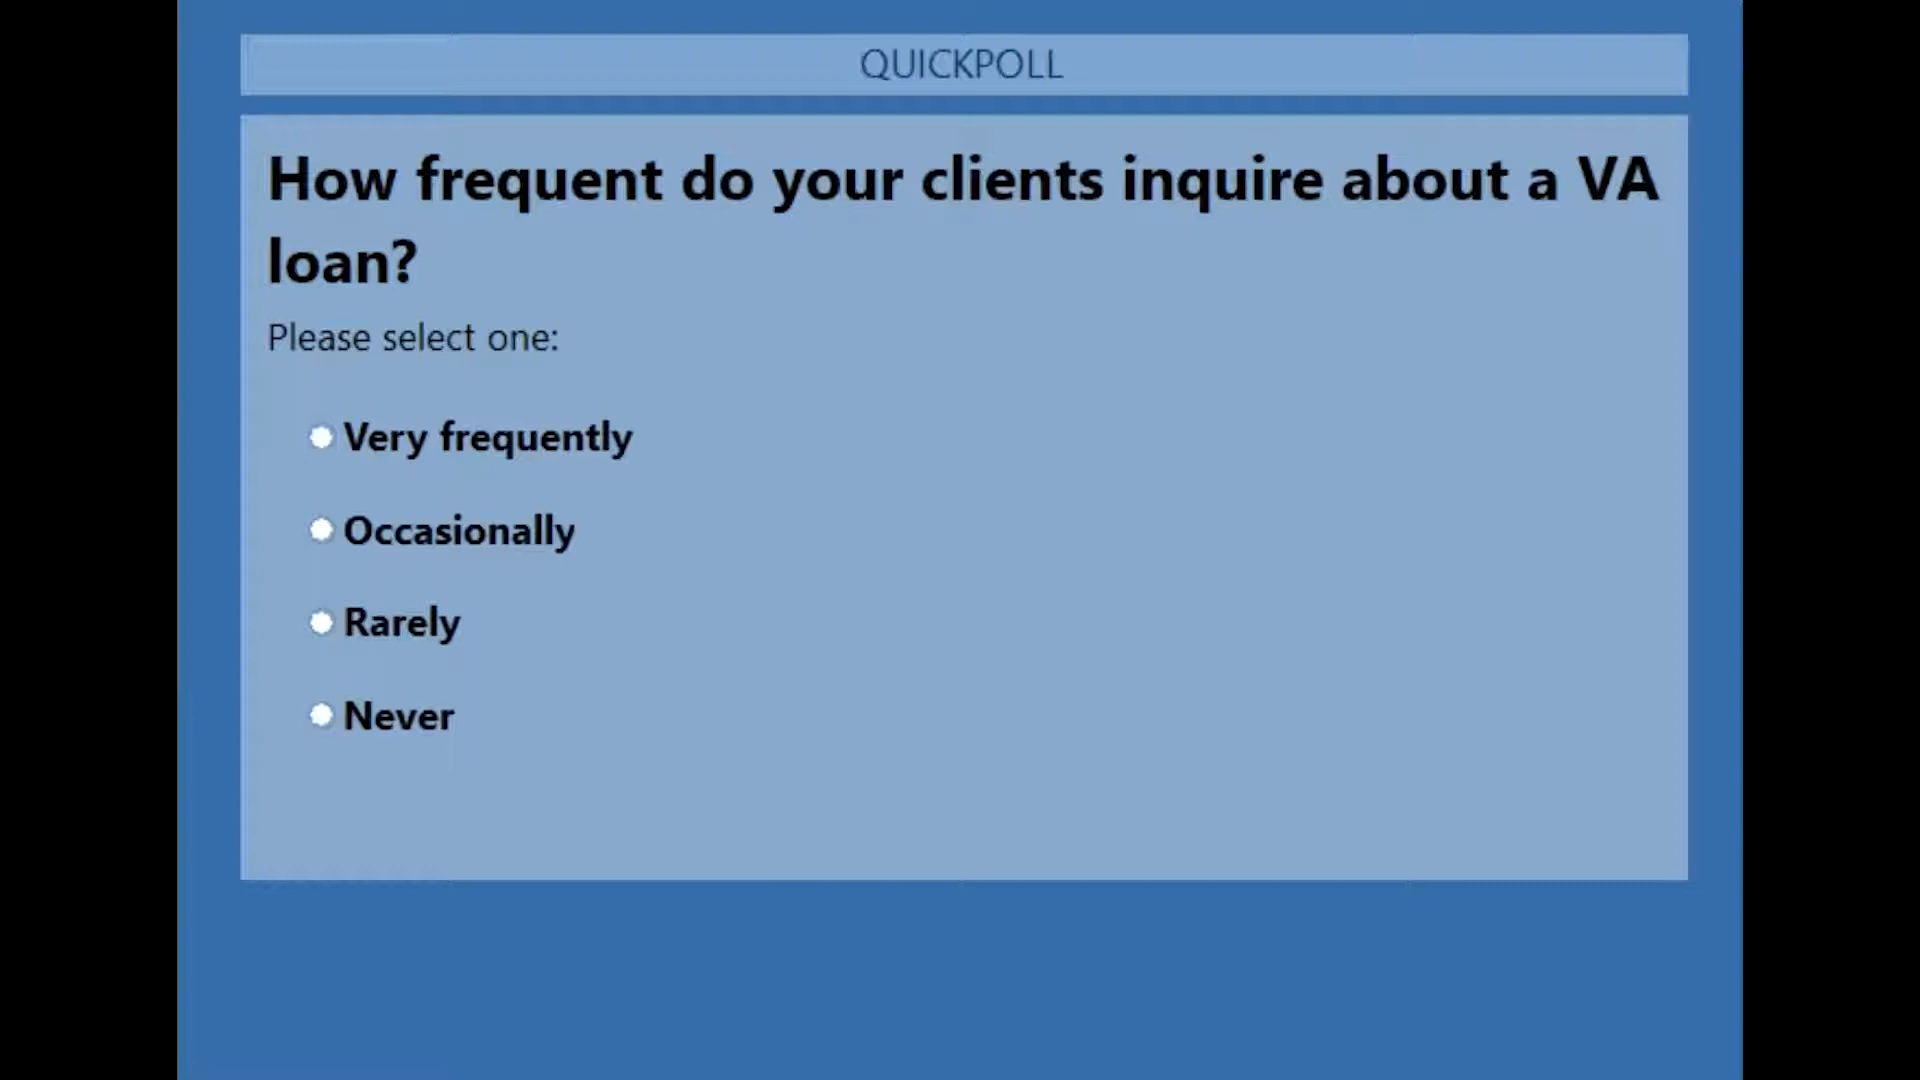 QUICKPOLL
How frequent do your clients inquire about a VA
loan?
Please select one:
Very frequently
Occasionally
Rarely
Never